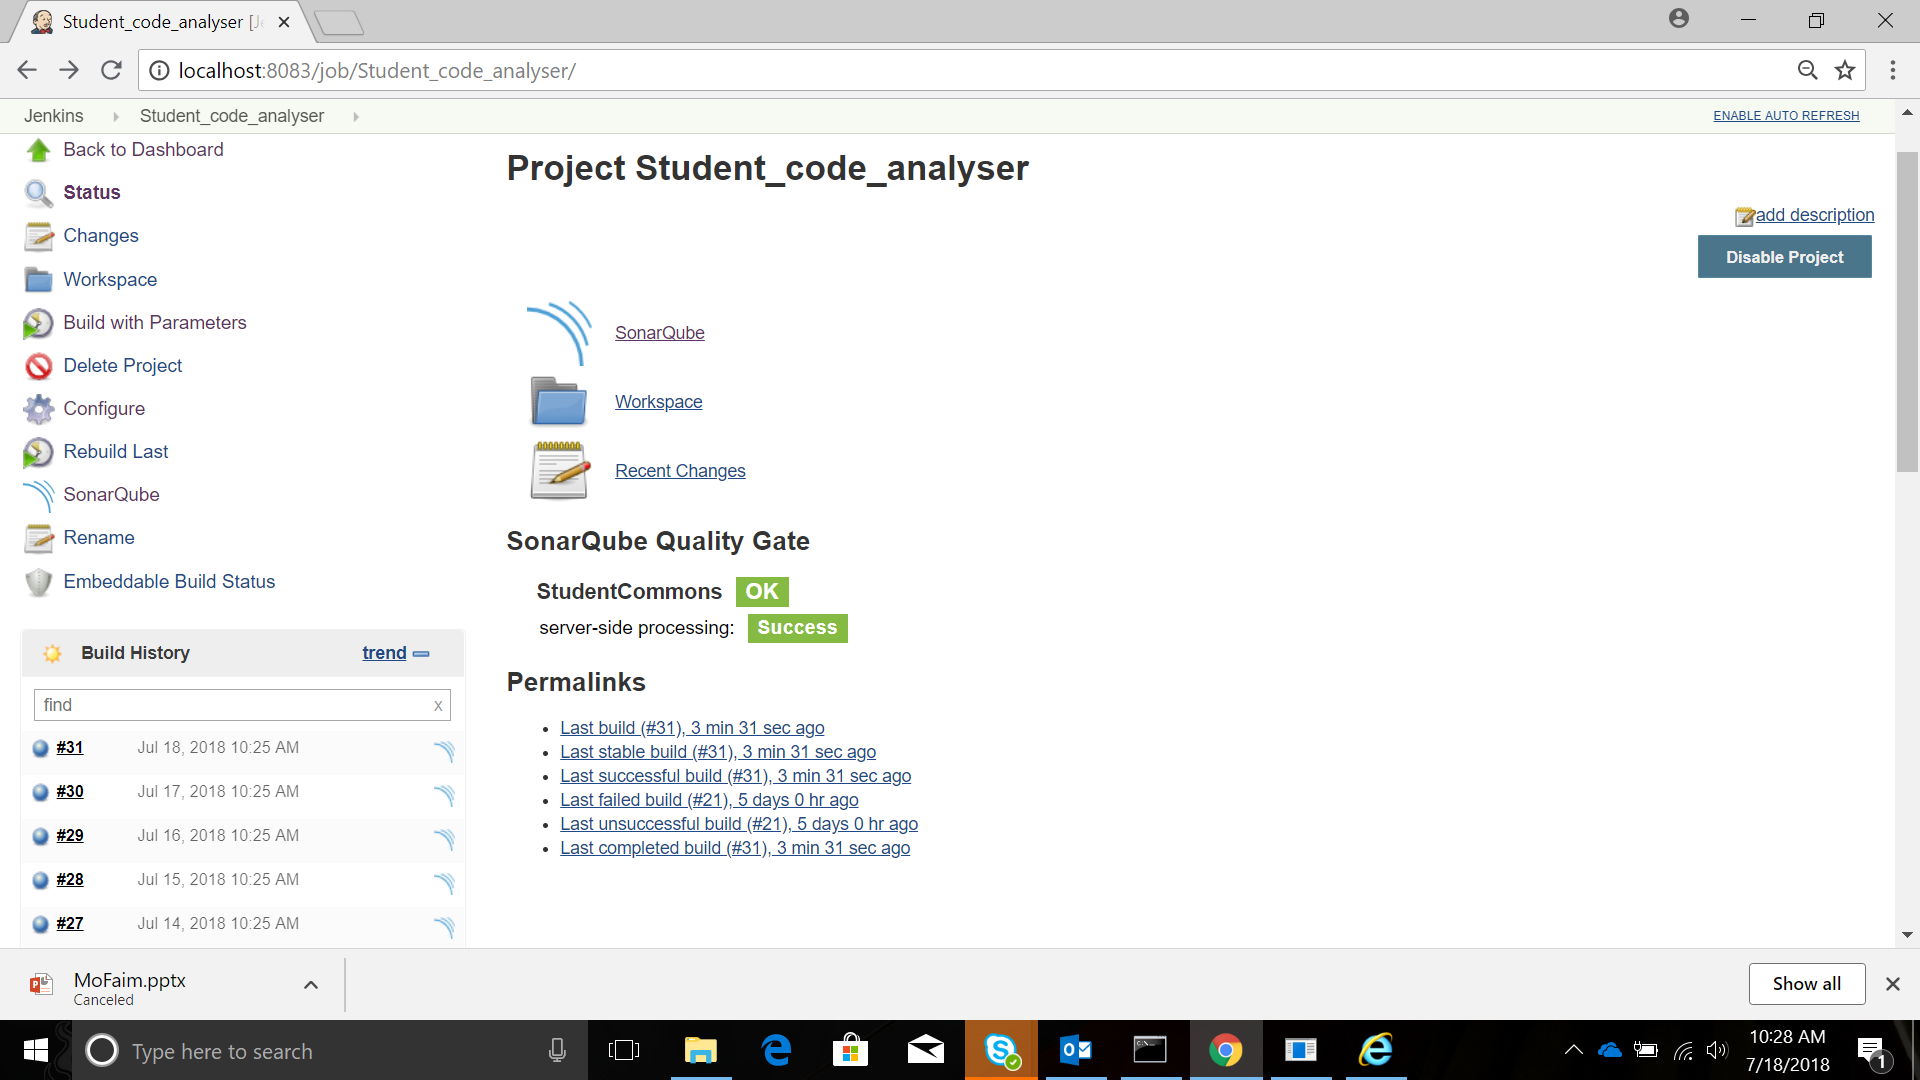 Student_code_analyser [Je
localhost:8083/job/Student_code_analyser/
Jenkins Student_code_analyser ENABLE AUTO REFRESH
Back to Dashboard
Status
Changes
Workspace
Build with Parameters
Delete Project
Configure
Rebuild Last
SonarQube
Rename
Embeddable Build Status
Build History trend
find x
#31 Jul 18, 2018 10:25 AM
#30 Jul 17, 2018 10:25 AM
#29 Jul 16, 2018 10:25 AM
#28 Jul 15, 2018 10:25 AM
#27 Jul 14, 2018 10:25 AM
Project Student_code_analyser
add description
Disable Project
SonarQube
Workspace
Recent Changes
SonarQube Quality Gate
StudentCommons OK
server-side processing: Success
Permalinks
Last build (#31), 3 min 31 sec ago
Last stable build (#31), 3 min 31 sec ago
Last successful build (#31), 3 min 31 sec ago
Last failed build (#21), 5 days 0 hr ago
Last unsuccessful build (#21), 5 days 0 hr ago
Last completed build (#31), 3 min 31 sec ago
MoFaim.pptx
Canceled
Show all
Type here to search
10:28 AM
7/18/2018
1